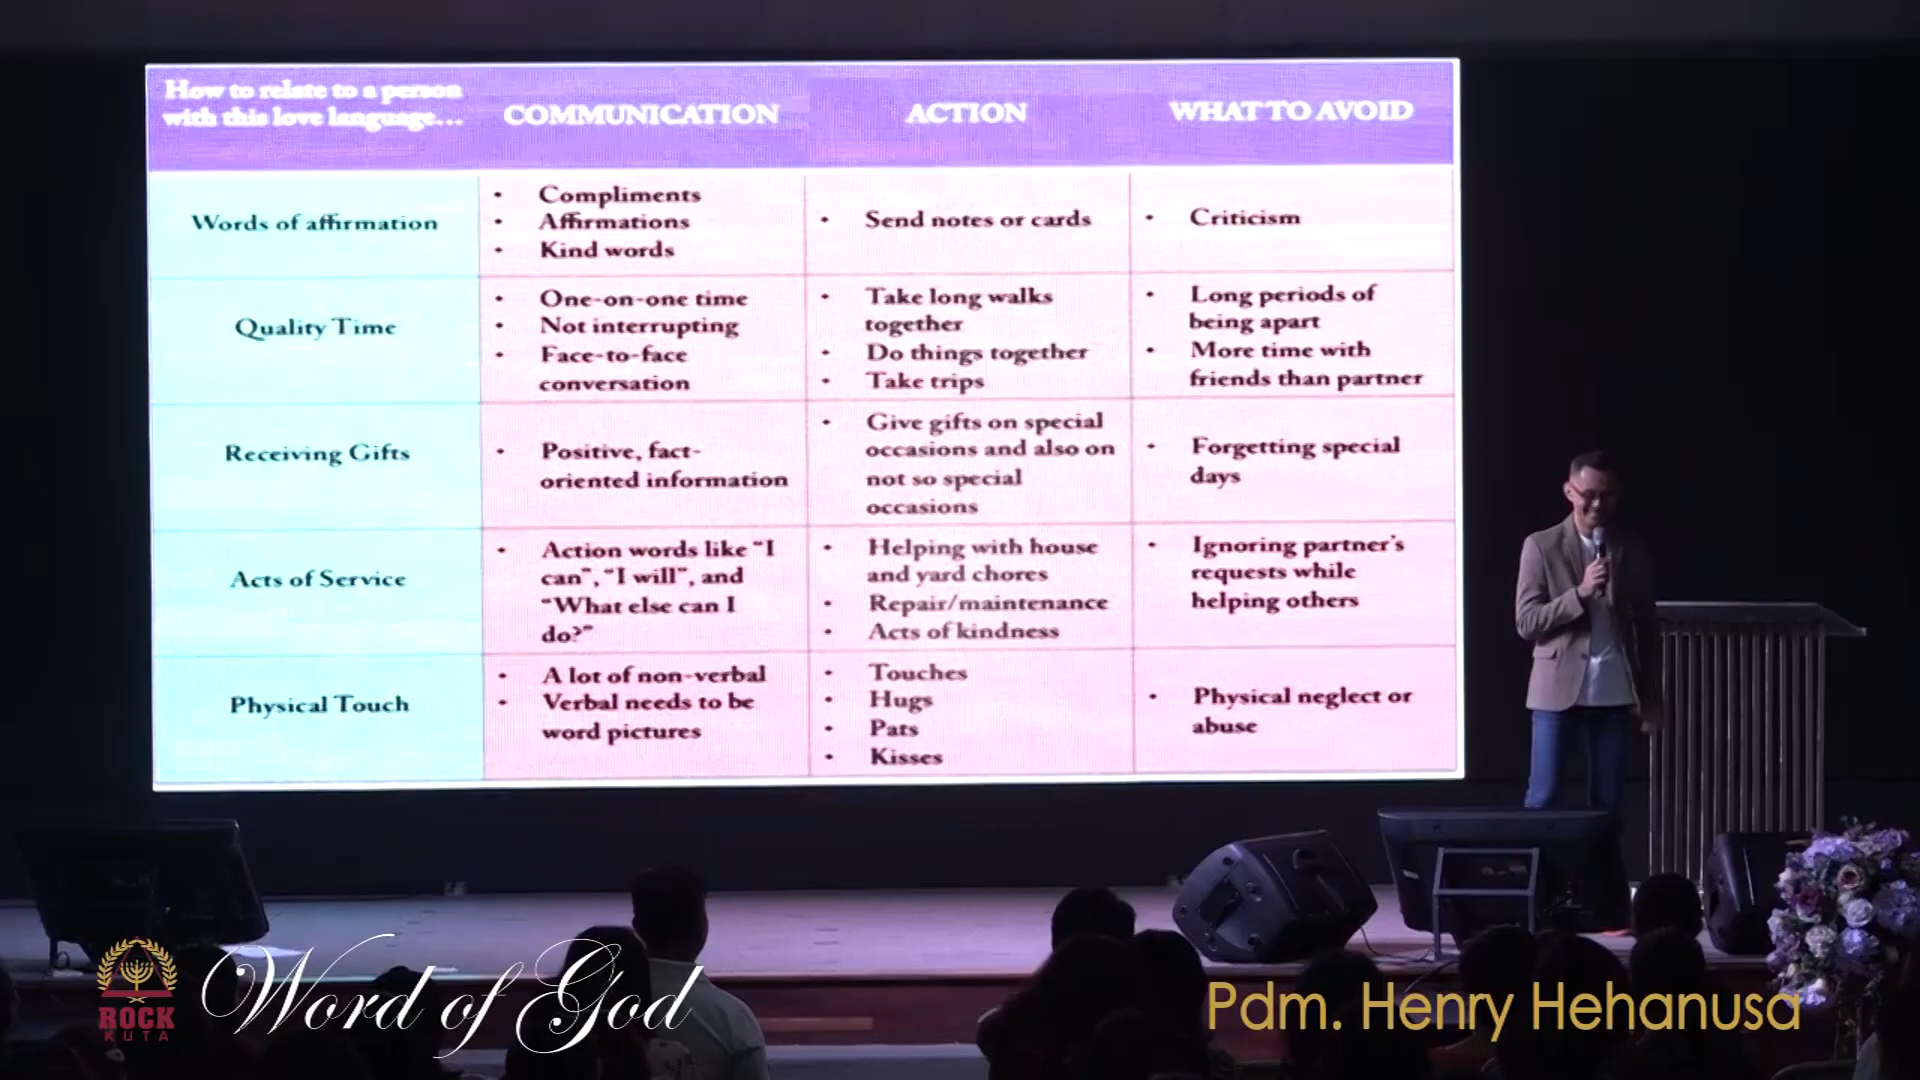 How to relate to a person
with this love language...
COMMUNICATION
ACTION
WHAT TO AVOID
Words of affirmation
• Compliments
• Affirmations
• Kind words
• Send notes or cards
• Criticism
Quality Time
• One-on-one time
• Not interrupting
• Face-to-face
conversation
• Take long walks
together
• Do things together
• Take trips
• Long periods of
being apart
• More time with
friends than partner
Receiving Gifts
• Positive, fact-
oriented information
• Give gifts on special
occasions and also on
not so special
occasions
• Forgetting special
days
Acts of Service
• Action words like "I
can", "I will", and
"What else can I
do?"
• Helping with house
and yard chores
• Repair/maintenance
• Acts of kindness
• Ignoring partner's
requests while
helping others
Physical Touch
• A lot of non-verbal
• Verbal needs to be
word pictures
• Touches
• Hugs
• Pats
• Kisses
• Physical neglect or
abuse
ROCK
KUTA
Word of God
Pdm. Henry Hehanusa